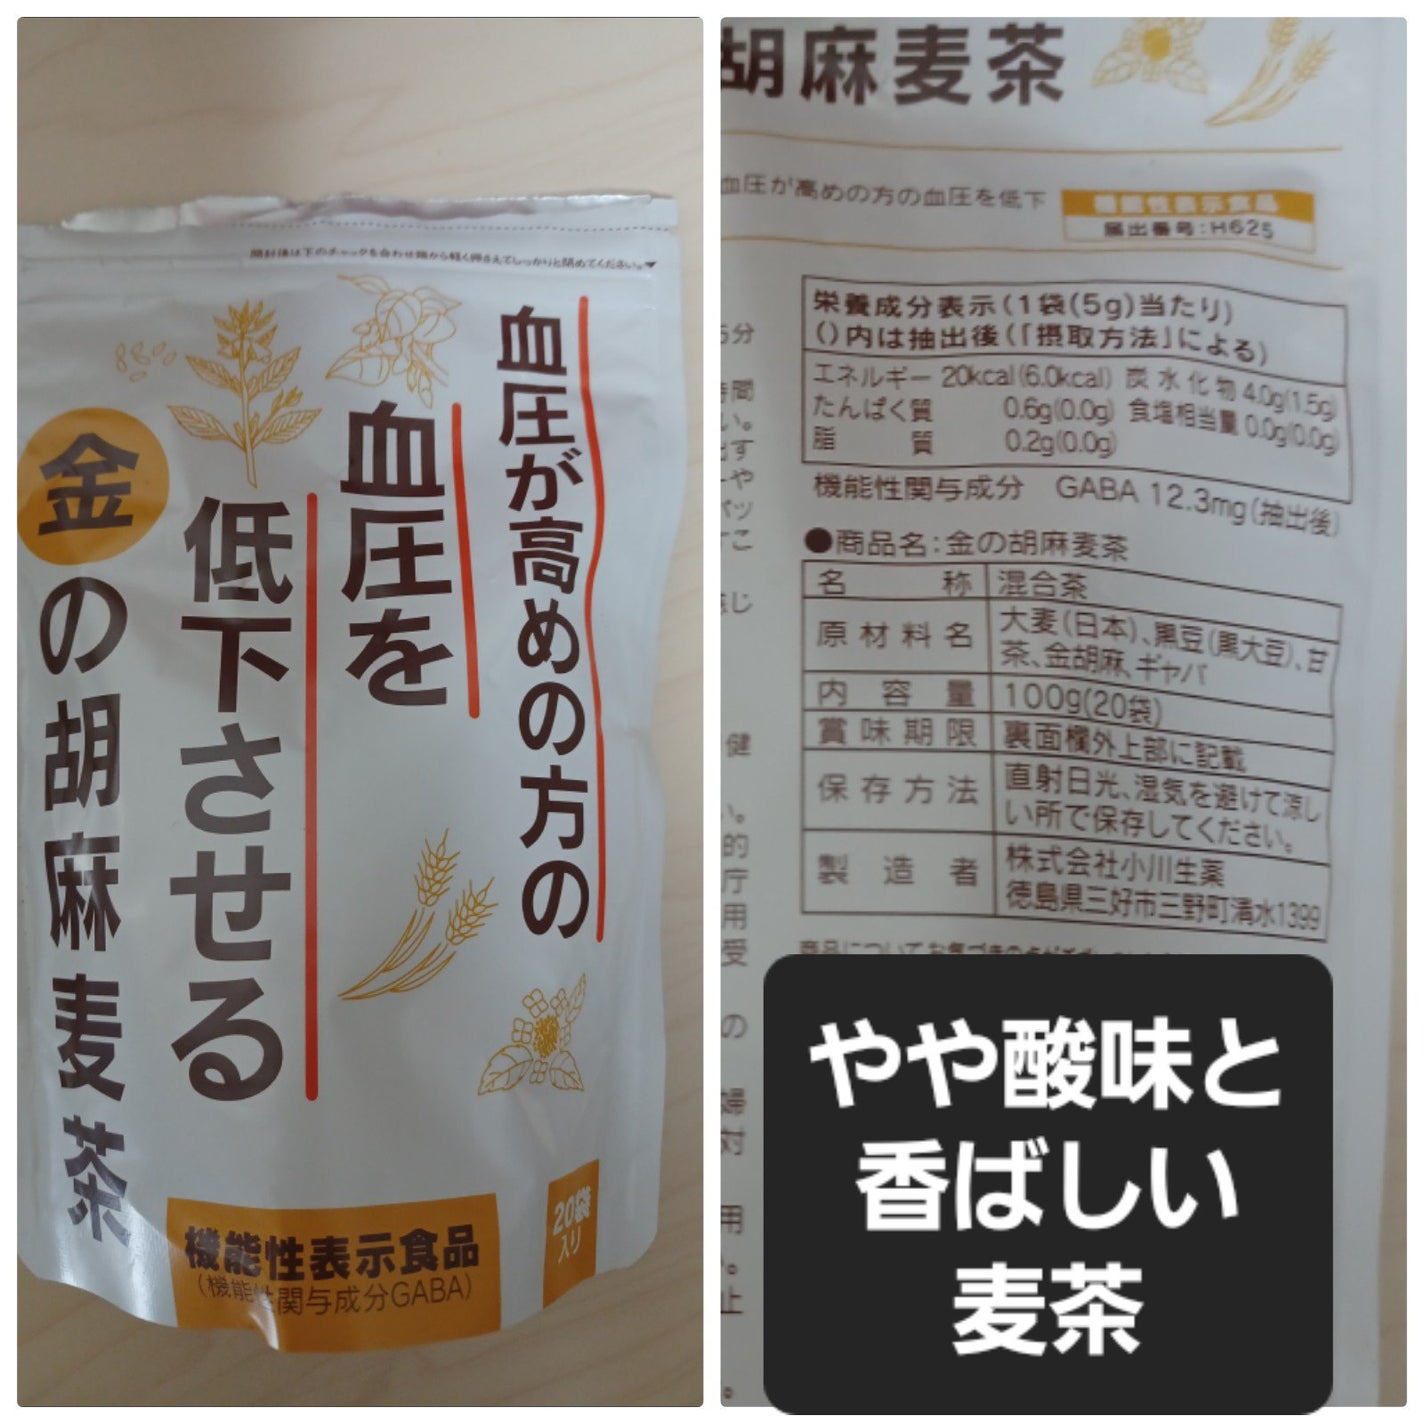 開封後は下のチャックを合わせ端から軽く押さえてしっかりと閉めてください。
血圧が高めの方の
血圧を
低下させる
金の胡麻麦茶
機能性表示食品
(機能性関与成分GABA)
20袋
入り
胡麻麦茶
血圧が高めの方の血圧を低下
機能性表示食品
届出番号:H625
栄養成分表示(1袋(5g)当たり)
()内は抽出後(「摂取方法」による)
エネルギー 20kcal(6.0kcal) 炭水化物 4.0g(1.5g)
たんぱく質 0.6g(0.0g) 食塩相当量 0.0g(0.0g)
脂質 0.2g(0.0g)
機能性関与成分 GABA 12.3mg(抽出後)
●商品名:金の胡麻麦茶
名称 混合茶
原材料名 大麦(日本)、黒豆(黒大豆)、甘
茶、金胡麻、ギャバ
内容量 100g(20袋)
賞味期限 裏面欄外上部に記載
保存方法 直射日光、湿気を避けて涼し
い所で保存してください。
製造者 株式会社小川生薬
徳島県三好市三野町清水1399
やや酸味と
香ばしい
麦茶